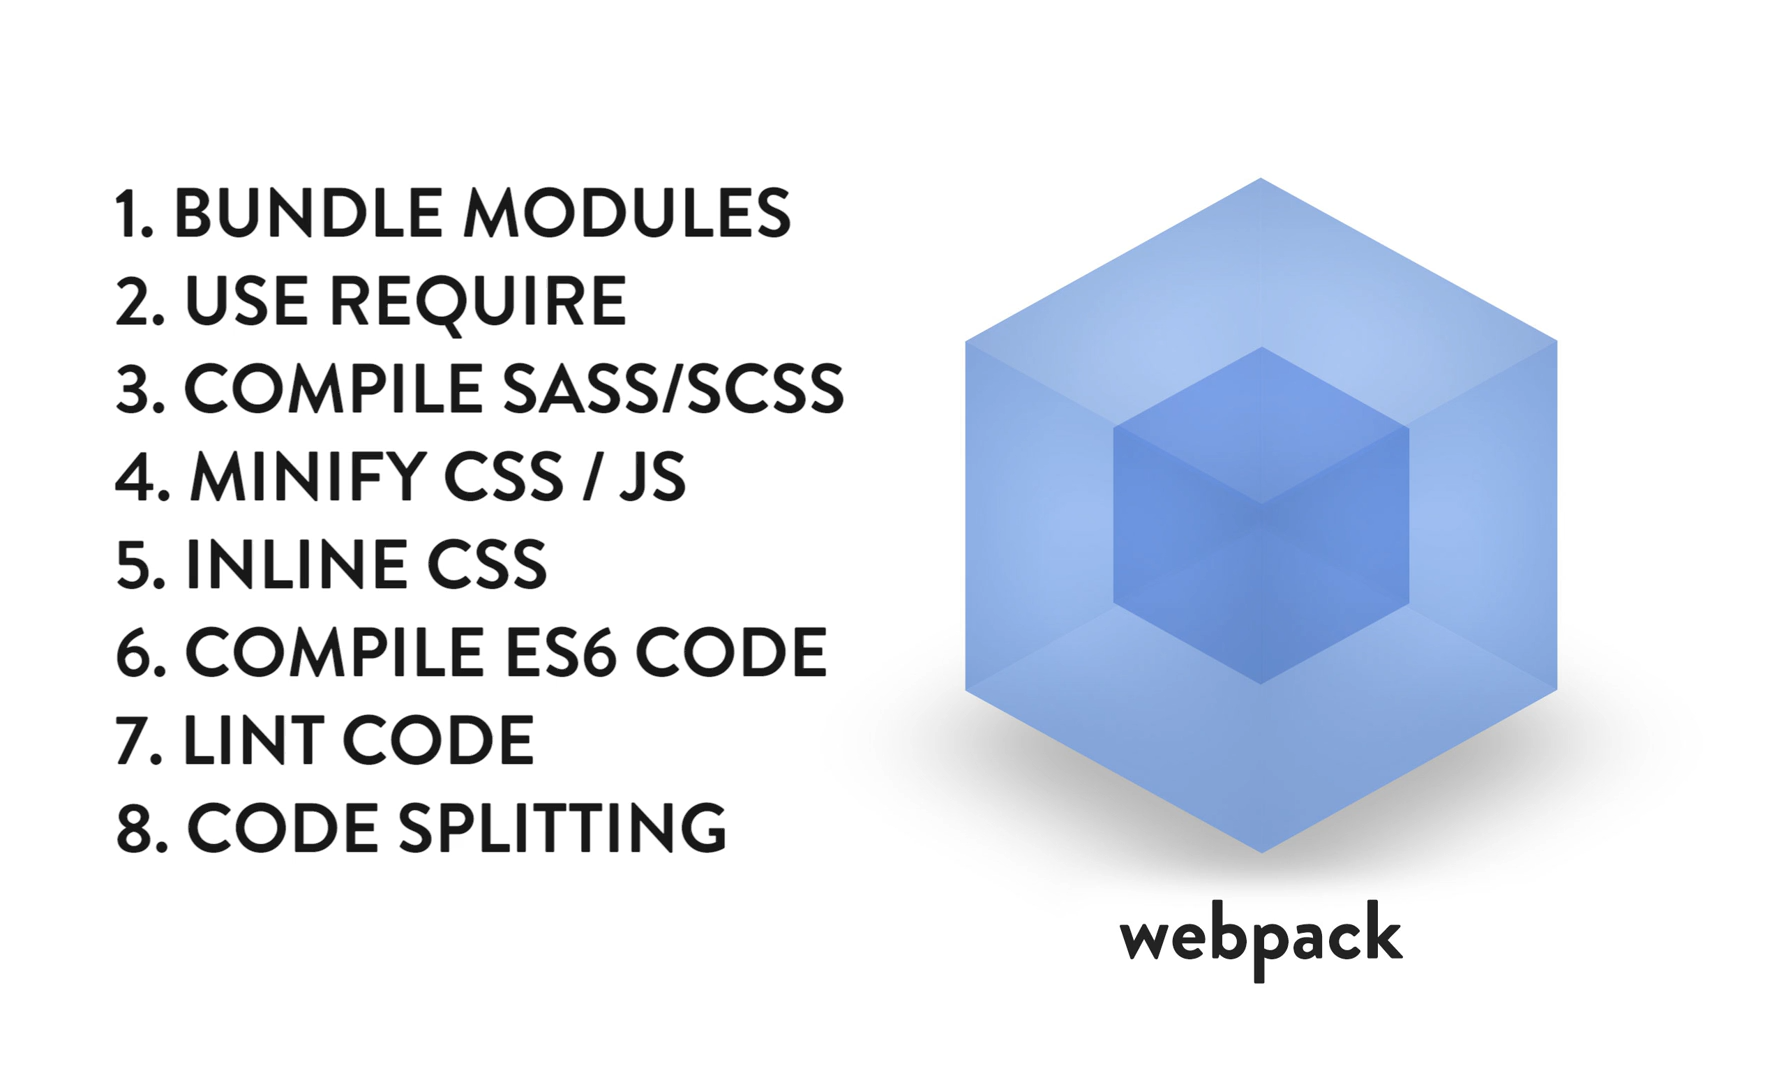 1. BUNDLE MODULES
2. USE REQUIRE
3. COMPILE SASS/SCSS
4. MINIFY CSS / JS
5. INLINE CSS
6. COMPILE ES6 CODE
7. LINT CODE
8. CODE SPLITTING
webpack